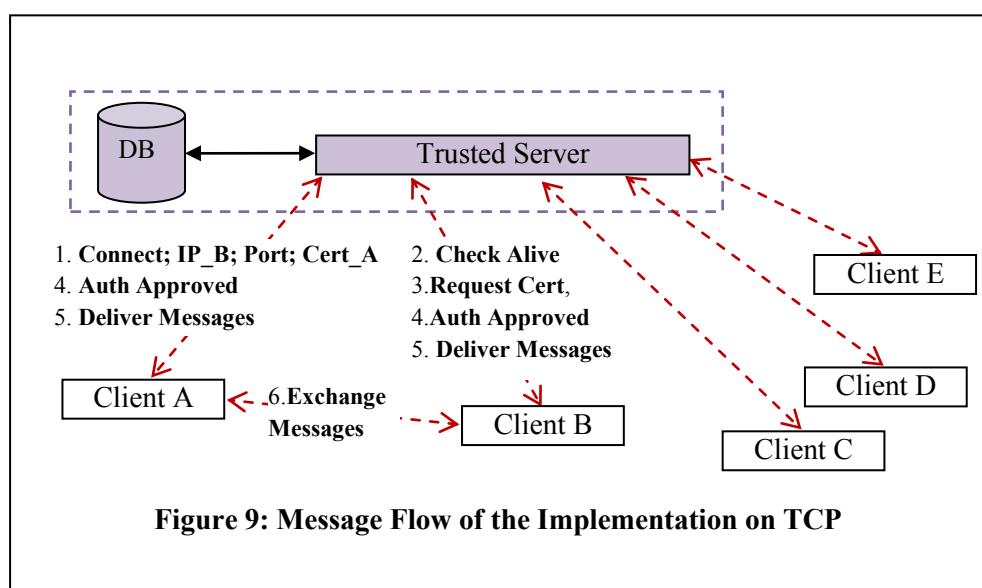 DB
Trusted Server
1. Connect; IP_B; Port; Cert_A
4. Auth Approved
5. Deliver Messages
2. Check Alive
3.Request Cert,
4.Auth Approved
5. Deliver Messages
Client E
Client D
Client A
6.Exchange
Messages
Client B
Client C
Figure 9: Message Flow of the Implementation on TCP